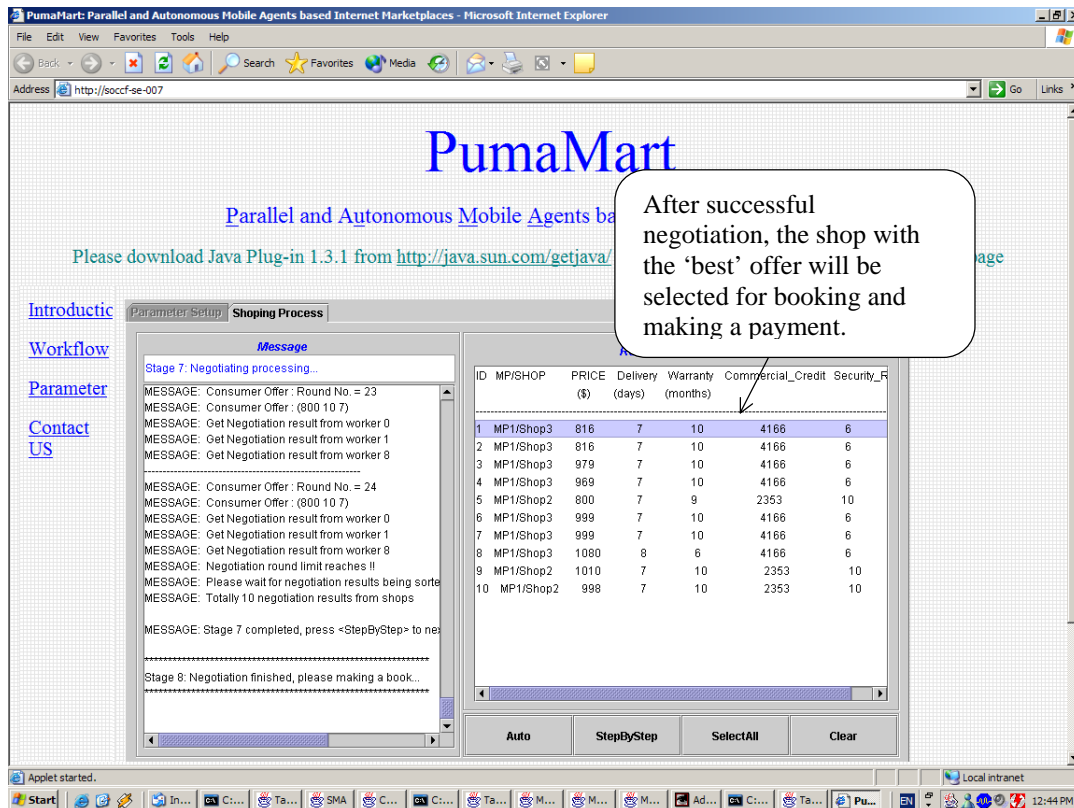 PumaMart: Parallel and Autonomous Mobile Agents based Internet Marketplaces - Microsoft Internet Explorer
File Edit View Favorites Tools Help
Back Search Favorites Media
Address http://soccf-se-007 Go Links
PumaMart
Parallel and Autonomous Mobile Agents ba
Please download Java Plug-in 1.3.1 from http://java.sun.com/getjava/ age
After successful
negotiation, the shop with
the ‘best’ offer will be
selected for booking and
making a payment.
Introductic
Workflow
Parameter
Contact
US
Parameter Setup Shoping Process
Message
Stage 7: Negotiating processing...
MESSAGE: Consumer Offer : Round No. = 23
MESSAGE: Consumer Offer : (800 10 7)
MESSAGE: Get Negotiation result from worker 0
MESSAGE: Get Negotiation result from worker 1
MESSAGE: Get Negotiation result from worker 8
------------------------------------------------------------
MESSAGE: Consumer Offer : Round No. = 24
MESSAGE: Consumer Offer : (800 10 7)
MESSAGE: Get Negotiation result from worker 0
MESSAGE: Get Negotiation result from worker 1
MESSAGE: Get Negotiation result from worker 8
MESSAGE: Negotiation round limit reaches !!
MESSAGE: Please wait for negotiation results being sorte
MESSAGE: Totally 10 negotiation results from shops
MESSAGE: Stage 7 completed, press <StepByStep> to nex
************************************************************
Stage 8: Negotiation finished, please making a book...
************************************************************
ID MP/SHOP PRICE Delivery Warranty Commercial_Credit Security_R
($) (days) (months)
1 MP1/Shop3 816 7 10 4166 6
2 MP1/Shop3 816 7 10 4166 6
3 MP1/Shop3 979 7 10 4166 6
4 MP1/Shop3 969 7 10 4166 6
5 MP1/Shop2 800 7 9 2353 10
6 MP1/Shop3 999 7 10 4166 6
7 MP1/Shop3 999 7 10 4166 6
8 MP1/Shop3 1080 8 6 4166 6
9 MP1/Shop2 1010 7 10 2353 10
10 MP1/Shop2 998 7 10 2353 10
Auto StepByStep SelectAll Clear
Applet started. Local intranet
Start In... C:... Ta... SMA C... C:... Ta... M... M... M... Ad... C:... Ta... Pu... EN 12:44 PM